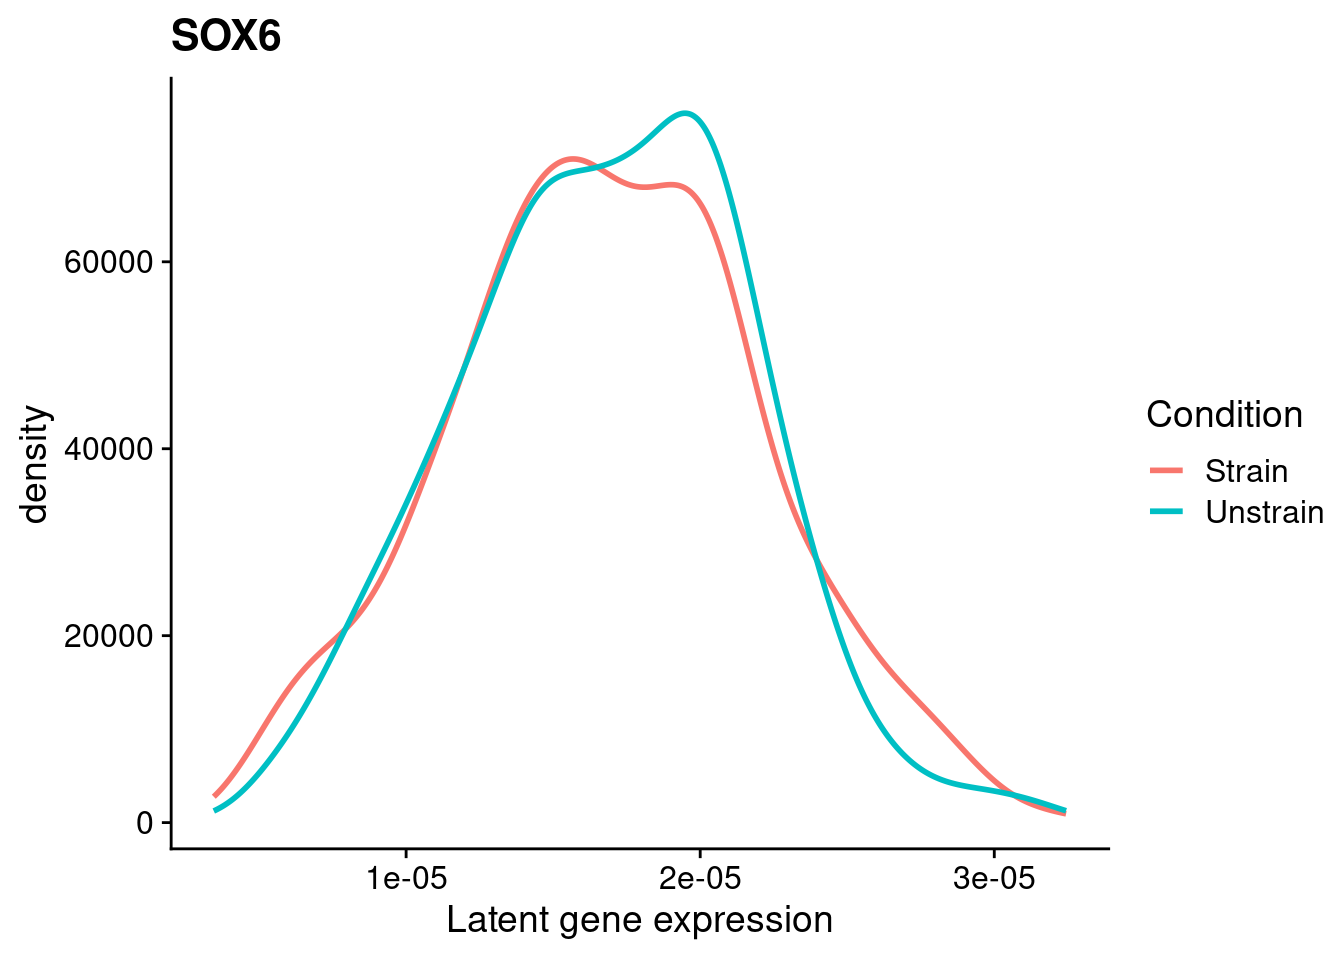 SOX6
density
60000
40000
20000
0
1e-05
2e-05
3e-05
Latent gene expression
Condition
Strain
Unstrain